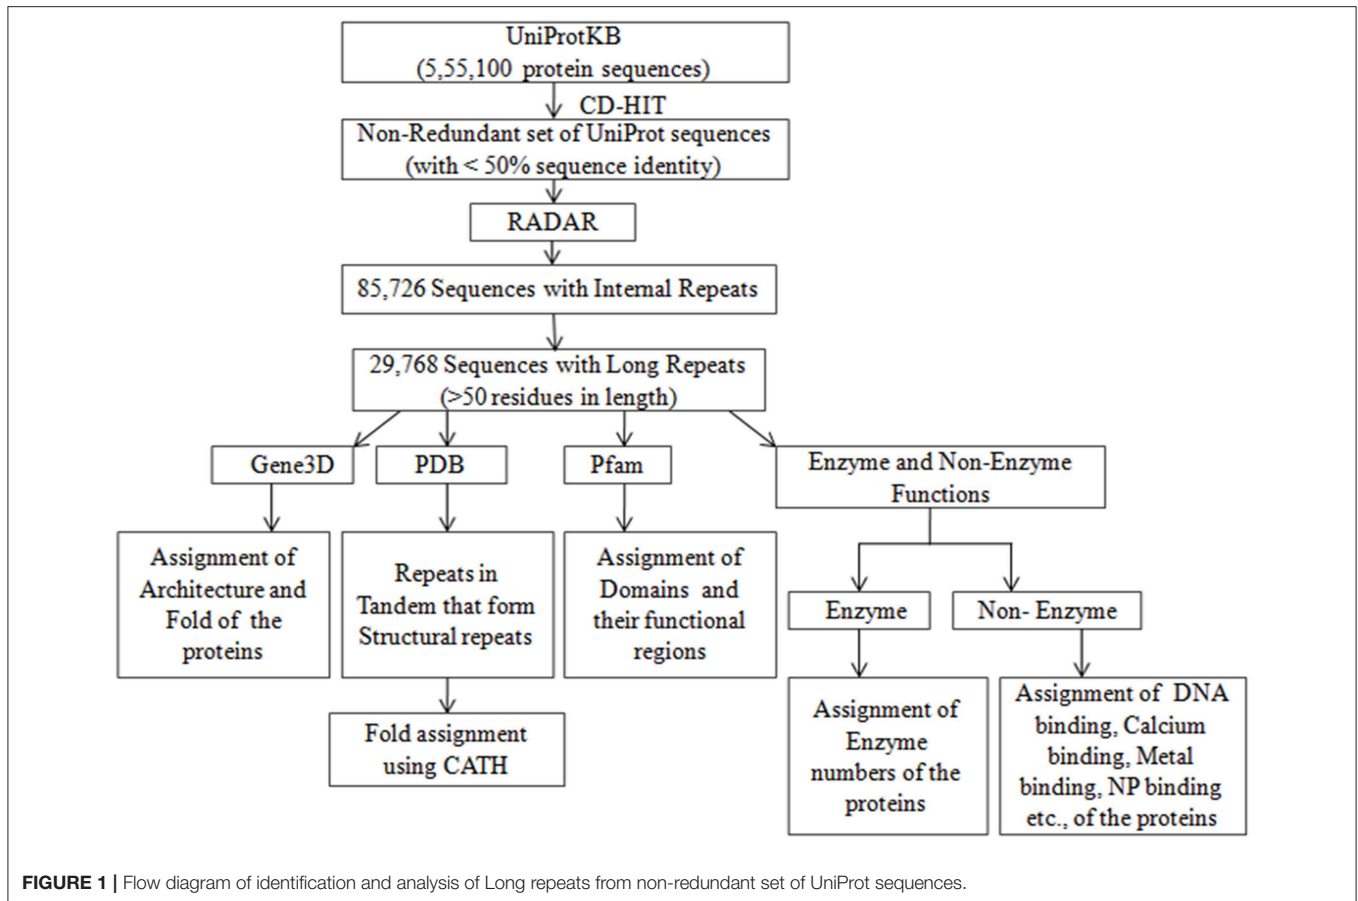 UniProtKB
(5,55,100 protein sequences)
CD-HIT
Non-Redundant set of UniProt sequences
(with < 50% sequence identity)
RADAR
85,726 Sequences with Internal Repeats
29,768 Sequences with Long Repeats
(>50 residues in length)
Gene3D
PDB
Pfam
Enzyme and Non-Enzyme
Functions
Assignment of
Architecture and
Fold of the
proteins
Repeats in
Tandem that form
Structural repeats
Assignment of
Domains and
their functional
regions
Enzyme
Non- Enzyme
Fold assignment
using CATH
Assignment of
Enzyme
numbers of the
proteins
Assignment of DNA
binding, Calcium
binding, Metal
binding, NP binding
etc., of the proteins
FIGURE 1 | Flow diagram of identification and analysis of Long repeats from non-redundant set of UniProt sequences.